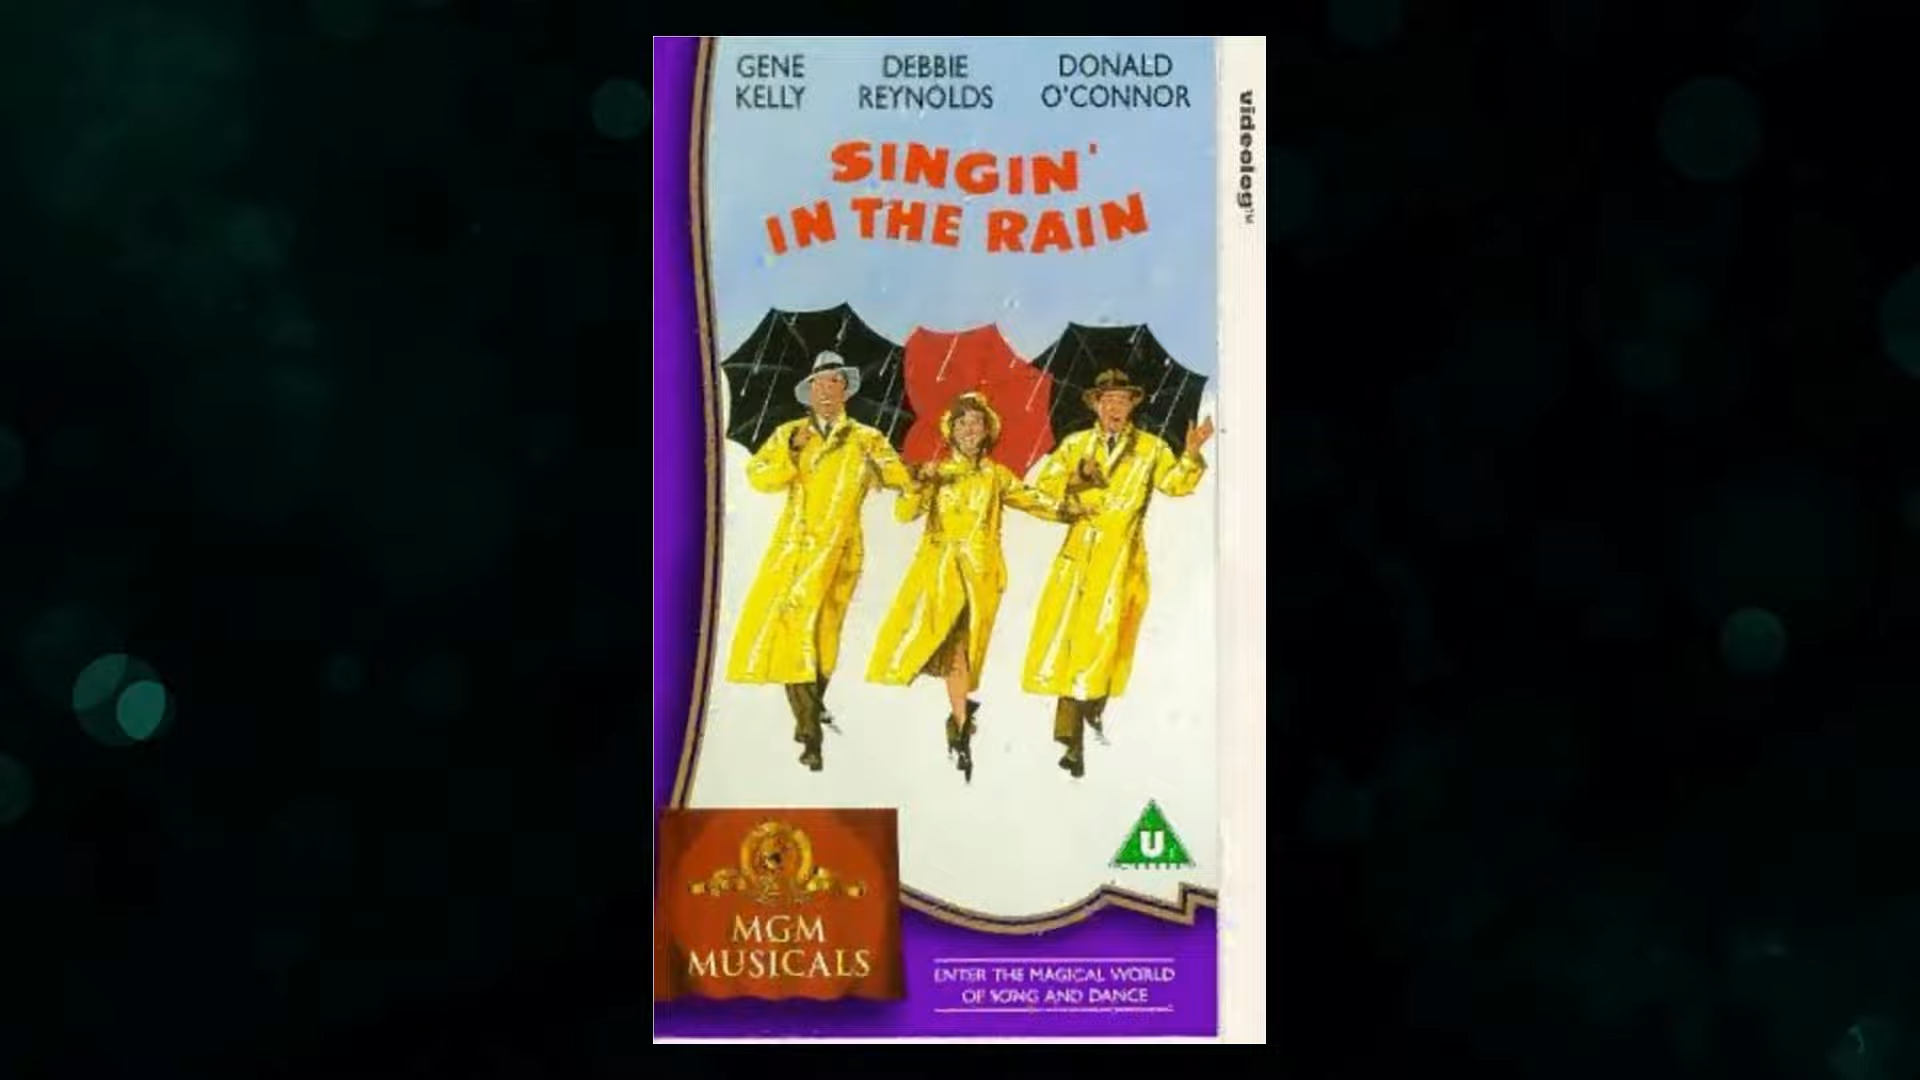 GENE KELLY
DEBBIE REYNOLDS
DONALD O'CONNOR
SINGIN'
IN THE RAIN
videolog™
U
MGM
MUSICALS
ENTER THE MAGICAL WORLD
OF SONG AND DANCE